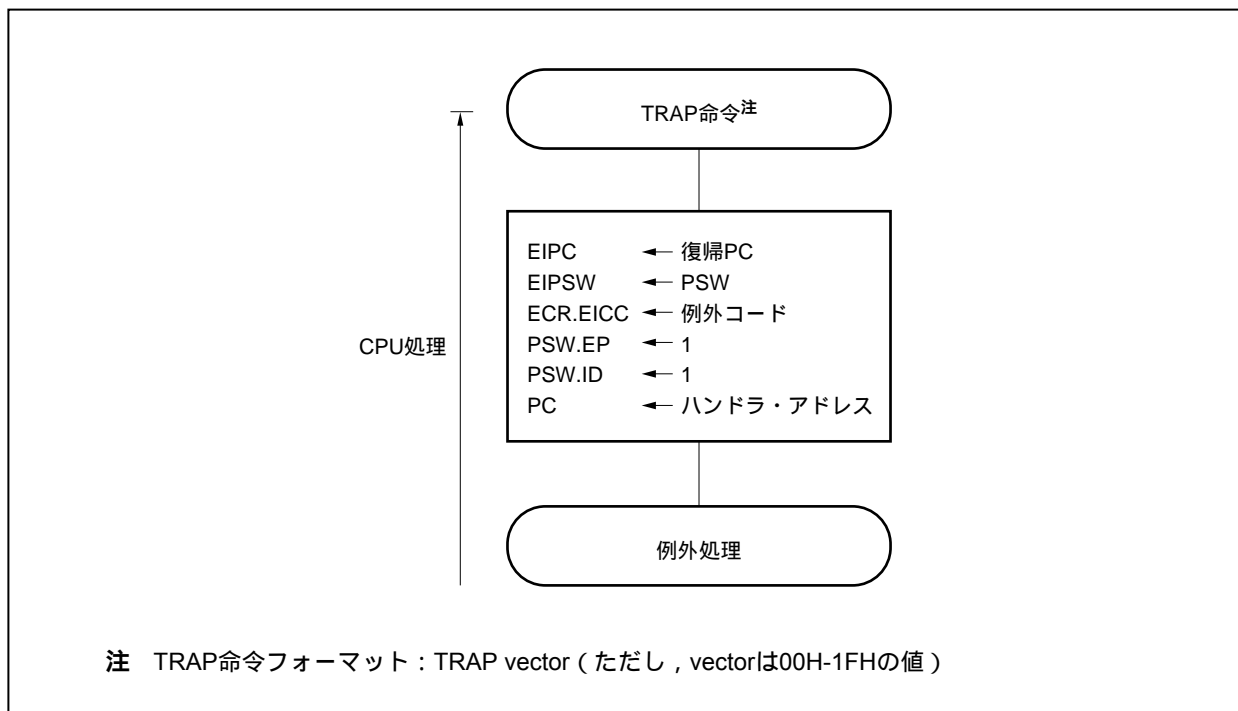 TRAP命令注
EIPC ← 復帰PC
EIPSW ← PSW
ECR.EICC ← 例外コード
PSW.EP ← 1
PSW.ID ← 1
PC ← ハンドラ・アドレス
CPU処理
例外処理
注 TRAP命令フォーマット：TRAP vector（ただし，vectorは00H-1FHの値）